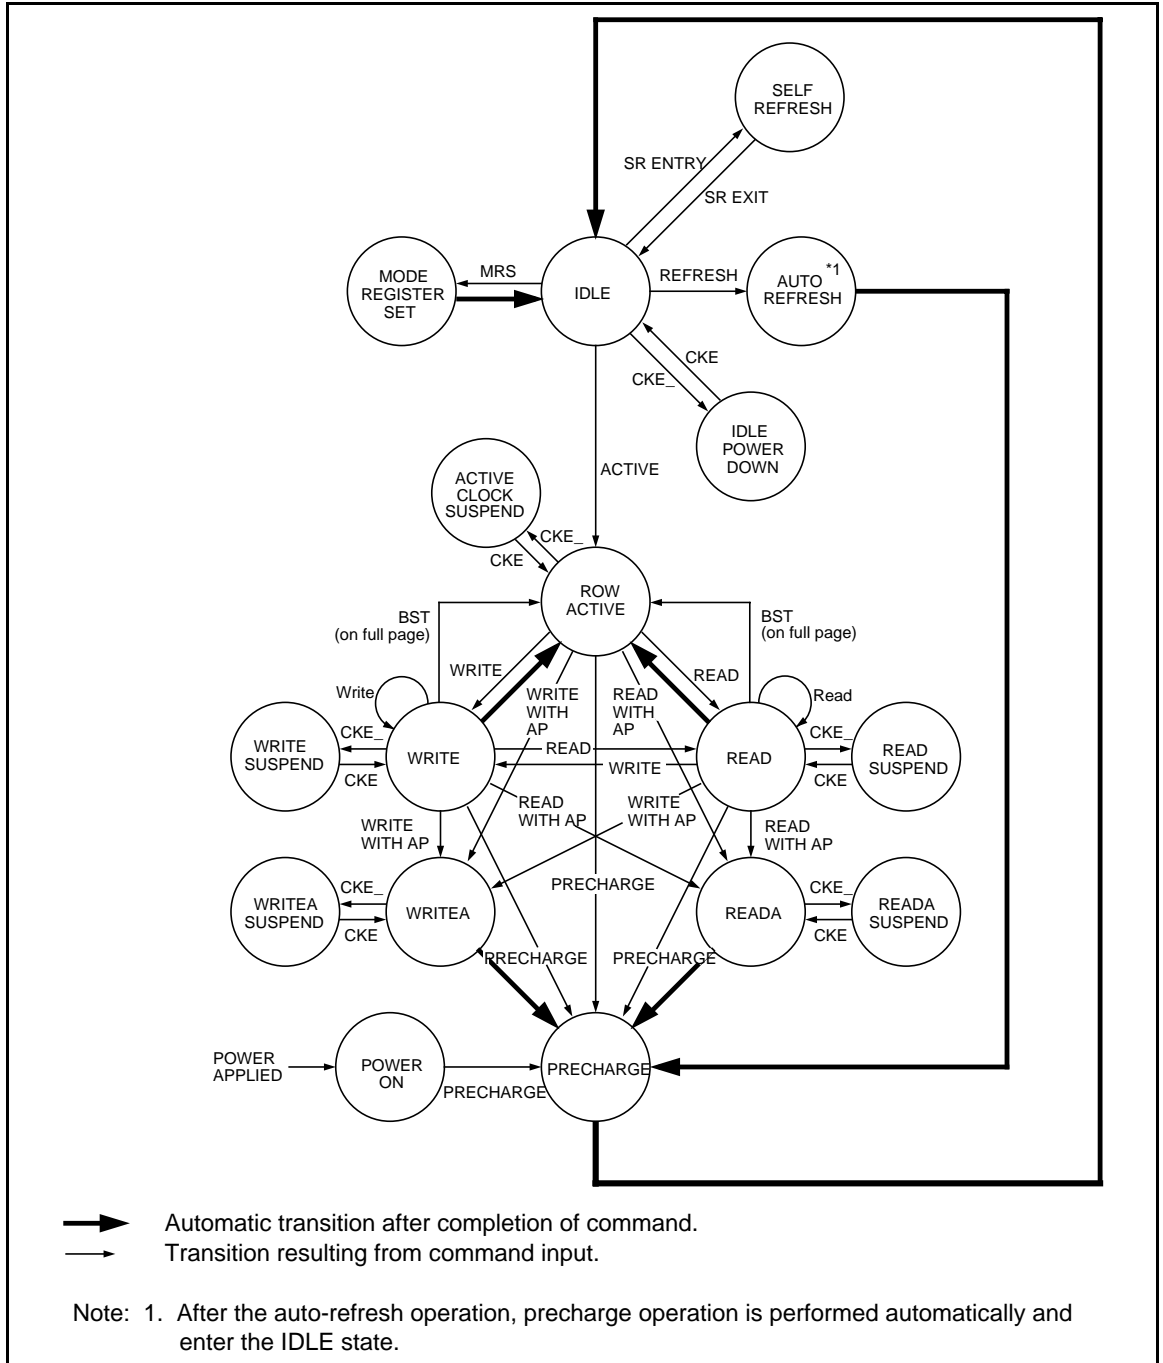 SELF
REFRESH
SR ENTRY
SR EXIT
MODE
REGISTER
SET
MRS
IDLE
REFRESH
AUTO *1
REFRESH
CKE
CKE_
IDLE
POWER
DOWN
ACTIVE
ACTIVE
CLOCK
SUSPEND
CKE_
CKE
ROW
ACTIVE
BST
(on full page)
BST
(on full page)
WRITE
READ
WRITE
WITH
AP
READ
WITH
AP
Write
Read
WRITE
SUSPEND
CKE_
CKE
WRITE
READ
WRITE
READ
CKE_
CKE
READ
SUSPEND
WRITE
WITH AP
READ
WITH AP
WRITE
WITH AP
READ
WITH AP
PRECHARGE
WRITEA
SUSPEND
CKE_
CKE
WRITEA
READA
CKE_
CKE
READA
SUSPEND
PRECHARGE
PRECHARGE
POWER
APPLIED
POWER
ON
PRECHARGE
PRECHARGE
Automatic transition after completion of command.
Transition resulting from command input.
Note: 1. After the auto-refresh operation, precharge operation is performed automatically and
enter the IDLE state.